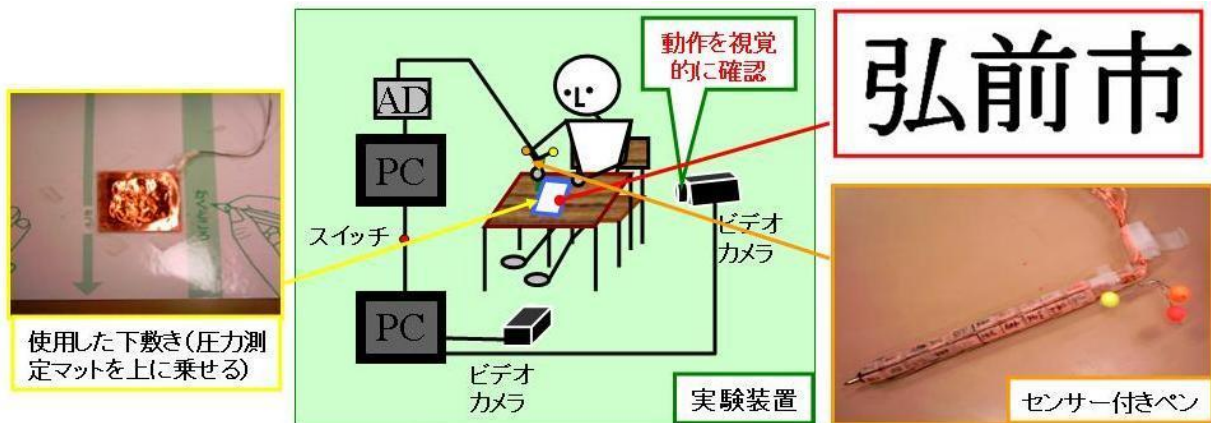 動作を視覚
的に確認
弘前市
AD
PC
スイッチ
ビデオ
カメラ
PC
ビデオ
カメラ
使用した下敷き(圧力測
定マットを上に乗せる)
実験装置
センサー付きペン